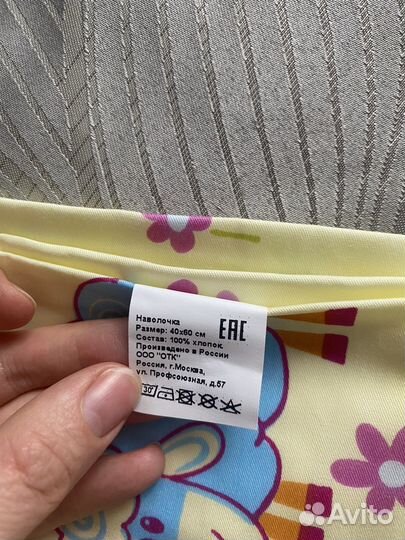 Наволочка
Размер: 40х60 см
Состав: 100% хлопок.
Произведено в России
ООО "ОТК"
Россия, г.Москва,
ул. Профсоюзная, д.57
EAC
30
Avito